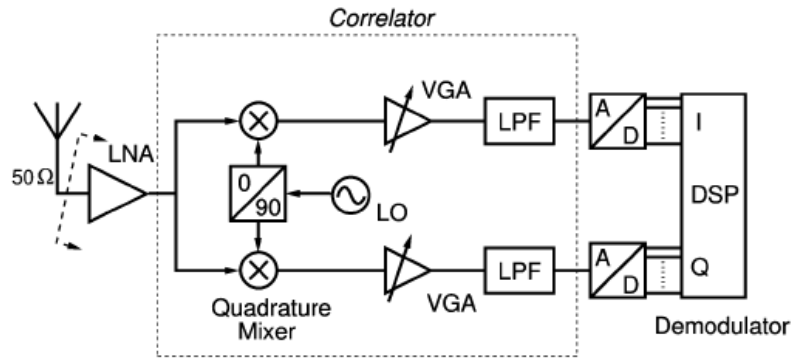 Correlator
VGA
A
D
LPF
I
LNA
50 Ω
0
90
LO
DSP
A
D
LPF
Q
VGA
Quadrature
Mixer
Demodulator